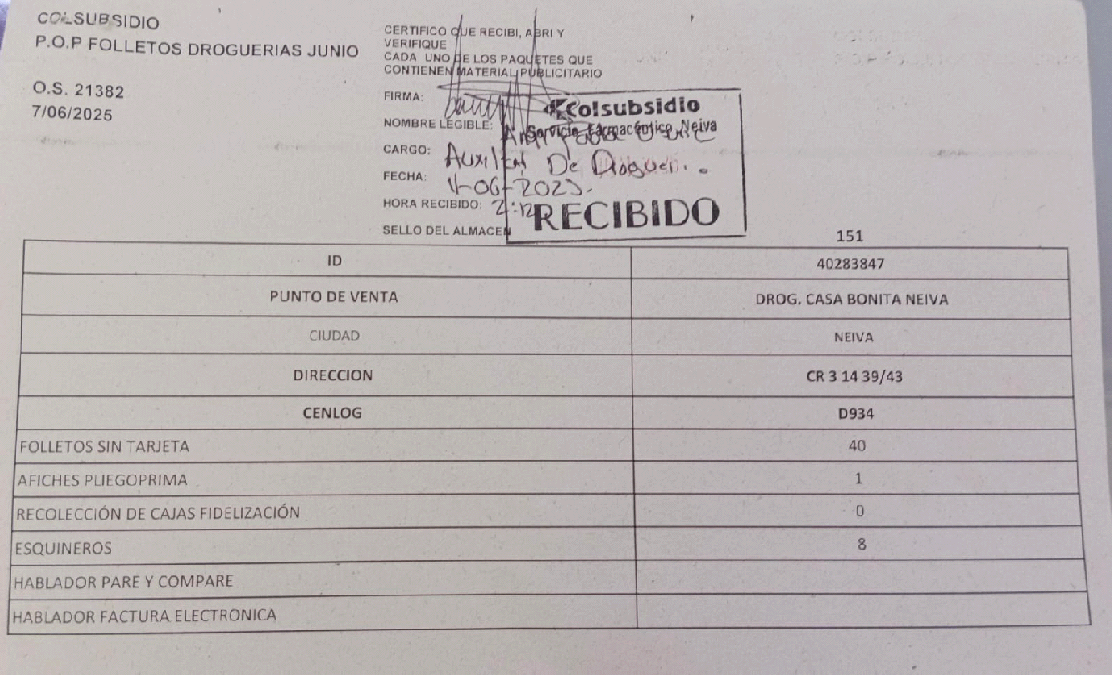 COLSUBSIDIO
P.O.P FOLLETOS DROGUERIAS JUNIO
O.S. 21382
7/06/2025
CERTIFICO QUE RECIBI, ABRI Y
VERIFIQUE
CADA UNO DE LOS PAQUETES QUE
CONTIENEN MATERIAL PUBLICITARIO
FIRMA:
NOMBRE LEGIBLE:
CARGO: Auxiliar De Drogueri.
FECHA: 11-06-2025.
HORA RECIBIDO: 2:12
SELLO DEL ALMACEN
Colsubsidio
Servicio Farmacéutico Neiva
RECIBIDO
151
ID 40283847
PUNTO DE VENTA DROG. CASA BONITA NEIVA
CIUDAD NEIVA
DIRECCION CR 3 14 39/43
CENLOG D934
FOLLETOS SIN TARJETA 40
AFICHES PLIEGOPRIMA 1
RECOLECCIÓN DE CAJAS FIDELIZACIÓN 0
ESQUINEROS 8
HABLADOR PARE Y COMPARE
HABLADOR FACTURA ELECTRONICA